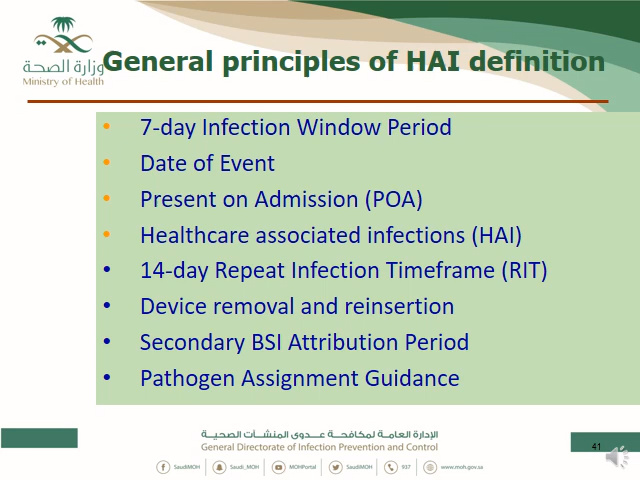 وزارة الصحة
Ministry of Health
General principles of HAI definition
• 7-day Infection Window Period
• Date of Event
• Present on Admission (POA)
• Healthcare associated infections (HAI)
• 14-day Repeat Infection Timeframe (RIT)
• Device removal and reinsertion
• Secondary BSI Attribution Period
• Pathogen Assignment Guidance
الإدارة العامة لمكافحة عدوى المنشآت الصحية
General Directorate of Infection Prevention and Control
SaudiMOH Saudi_MOH MOHPortal SaudiMOH 937 www.moh.gov.sa
41